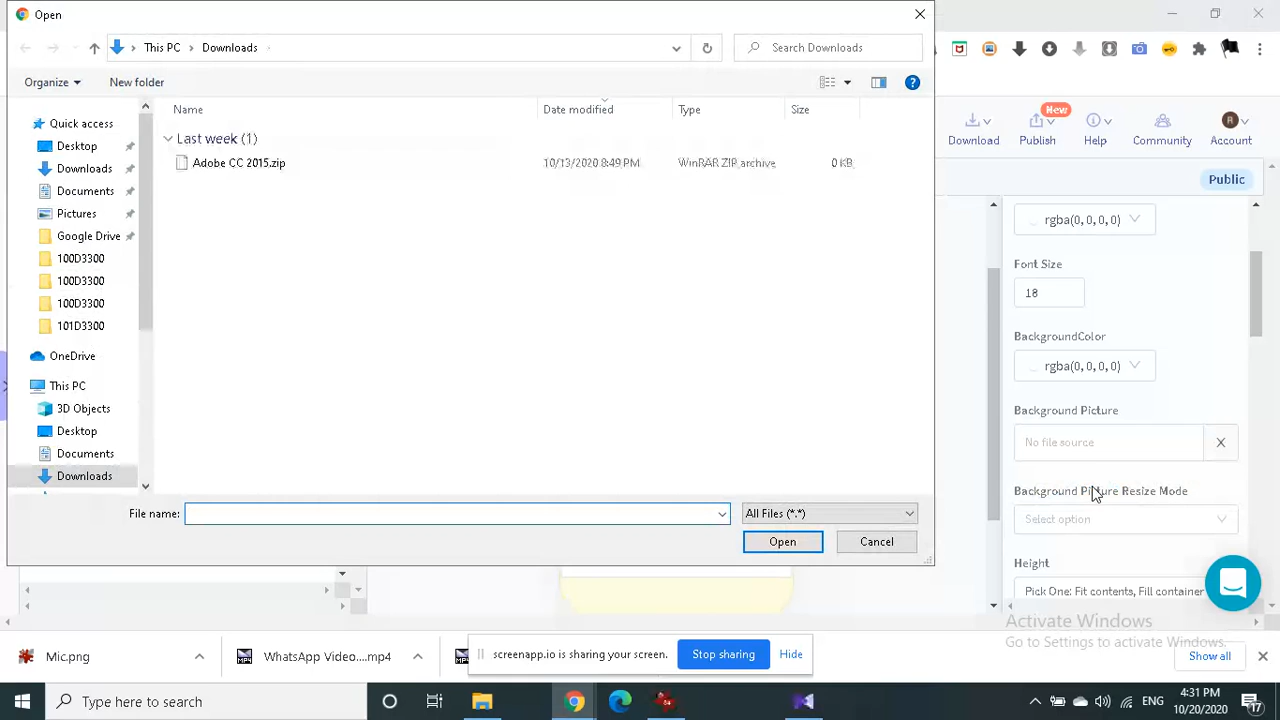 Open
This PC
Downloads
Search Downloads
Organize
New folder
Name
Date modified
Type
Size
Quick access
Last week (1)
Desktop
Adobe CC 2015.zip
10/13/2020 8:49 PM
WinRAR ZIP archive
0 KB
Downloads
Documents
Pictures
Google Drive
100D3300
100D3300
100D3300
101D3300
OneDrive
This PC
3D Objects
Desktop
Documents
Downloads
File name:
All Files (*.*)
Open
Cancel
New
Download
Publish
Help
Community
A
Account
Public
rgba(0, 0, 0, 0)
Font Size
18
BackgroundColor
rgba(0, 0, 0, 0)
Background Picture
No file source
X
Background Picture Resize Mode
Select option
Height
Pick One: Fit contents, Fill container
Activate Windows
Go to Settings to activate Windows.
Mic.png
WhatsApp Video....mp4
screenapp.io is sharing your screen.
Stop sharing
Hide
Show all
Type here to search
ENG
4:31 PM
10/20/2020
17